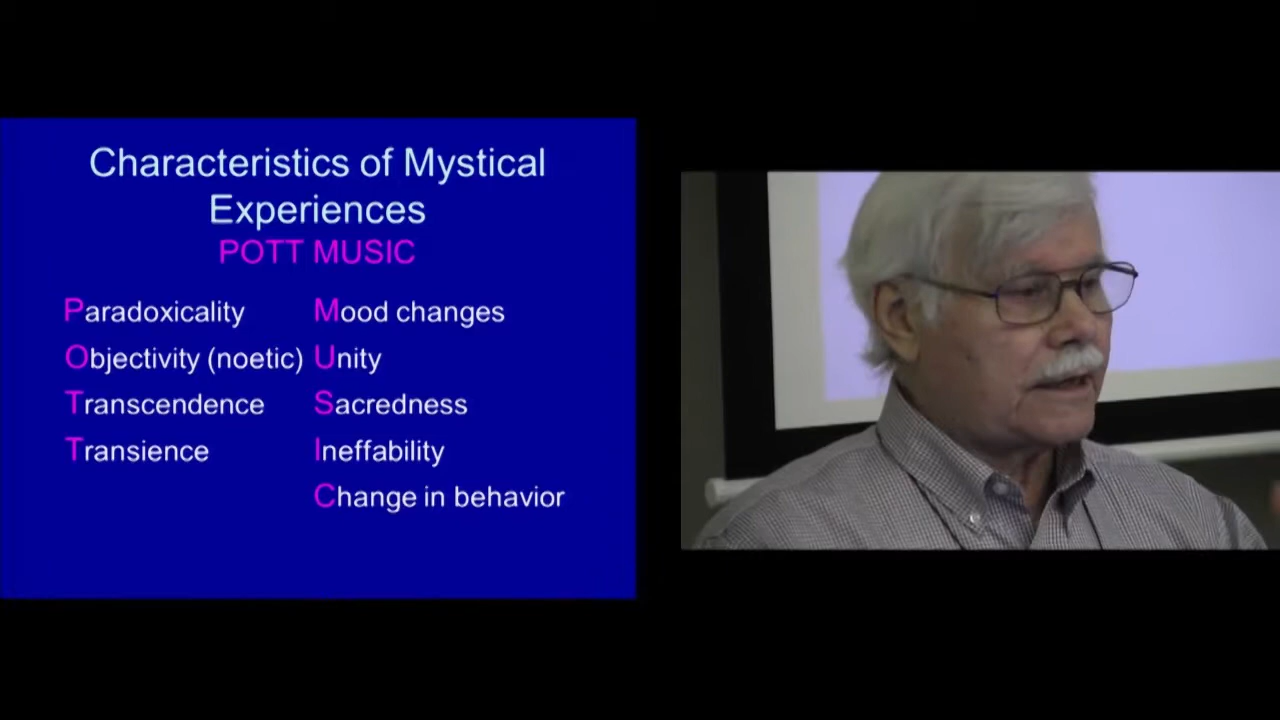 Characteristics of Mystical
Experiences
POTT MUSIC
Paradoxicality
Objectivity (noetic)
Transcendence
Transience
Mood changes
Unity
Sacredness
Ineffability
Change in behavior